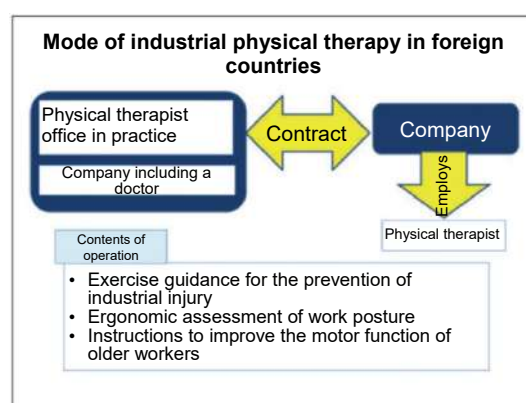 Mode of industrial physical therapy in foreign
countries
Physical therapist
office in practice
Company including a
doctor
Contract
Company
Employs
Physical therapist
Contents of
operation
• Exercise guidance for the prevention of
industrial injury
• Ergonomic assessment of work posture
• Instructions to improve the motor function of
older workers